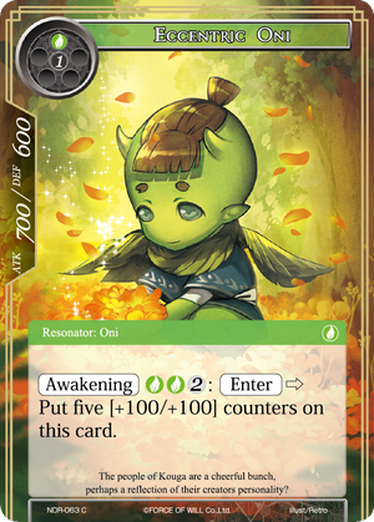 Eccentric Oni
1
ATK 700 / DEF 600
Resonator: Oni
Awakening 2 : Enter ⇨
Put five [+100/+100] counters on
this card.
The people of Kouga are a cheerful bunch,
perhaps a reflection of their creators personality?
NDR-063 C ©FORCE OF WILL Co.,Ltd. Illust/Retro